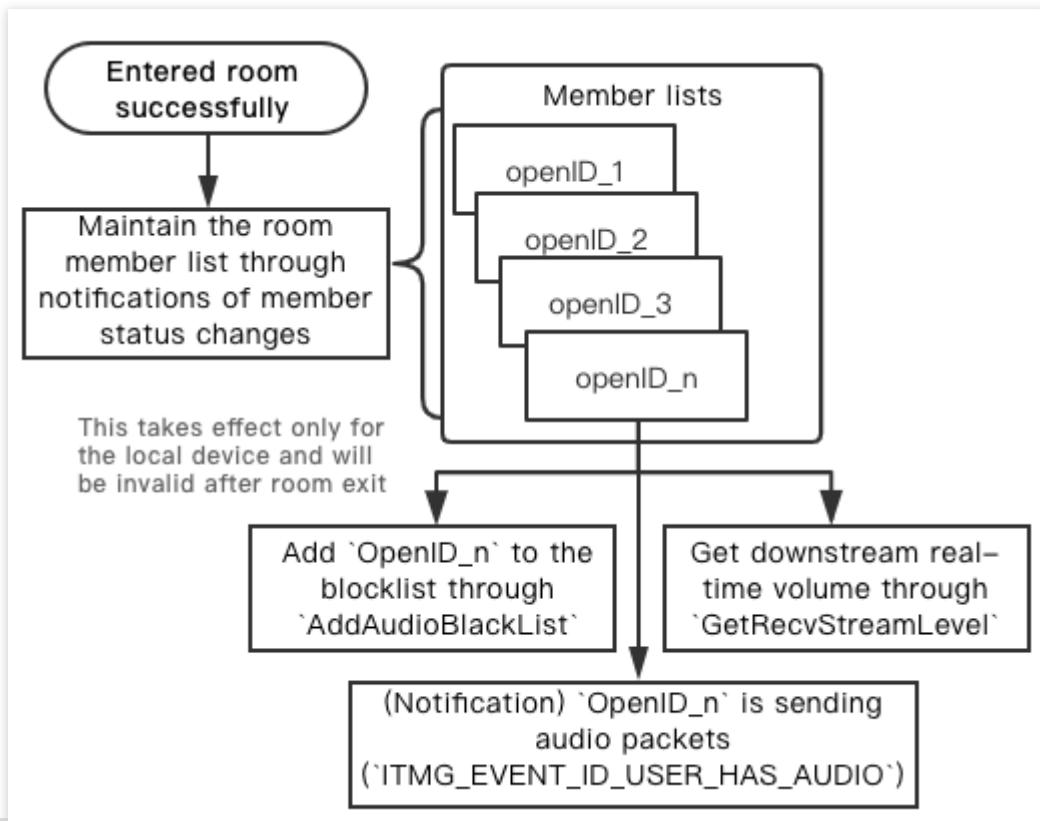 Entered room
successfully
Member lists
openID_1
openID_2
openID_3
openID_n
Maintain the room
member list through
notifications of member
status changes
This takes effect only for
the local device and will
be invalid after room exit
Add `OpenID_n` to the
blocklist through
`AddAudioBlackList`
Get downstream real-
time volume through
`GetRecvStreamLevel`
(Notification) `OpenID_n` is sending
audio packets
(`ITMG_EVENT_ID_USER_HAS_AUDIO`)